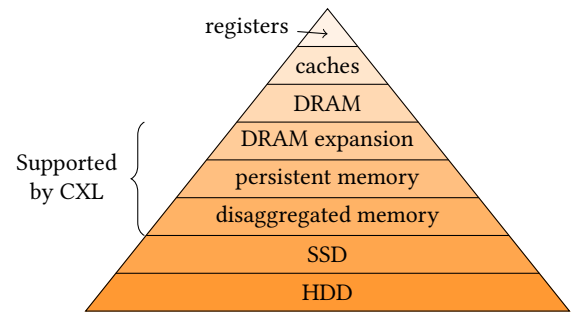 registers
caches
DRAM
DRAM expansion
Supported
by CXL
persistent memory
disaggregated memory
SSD
HDD